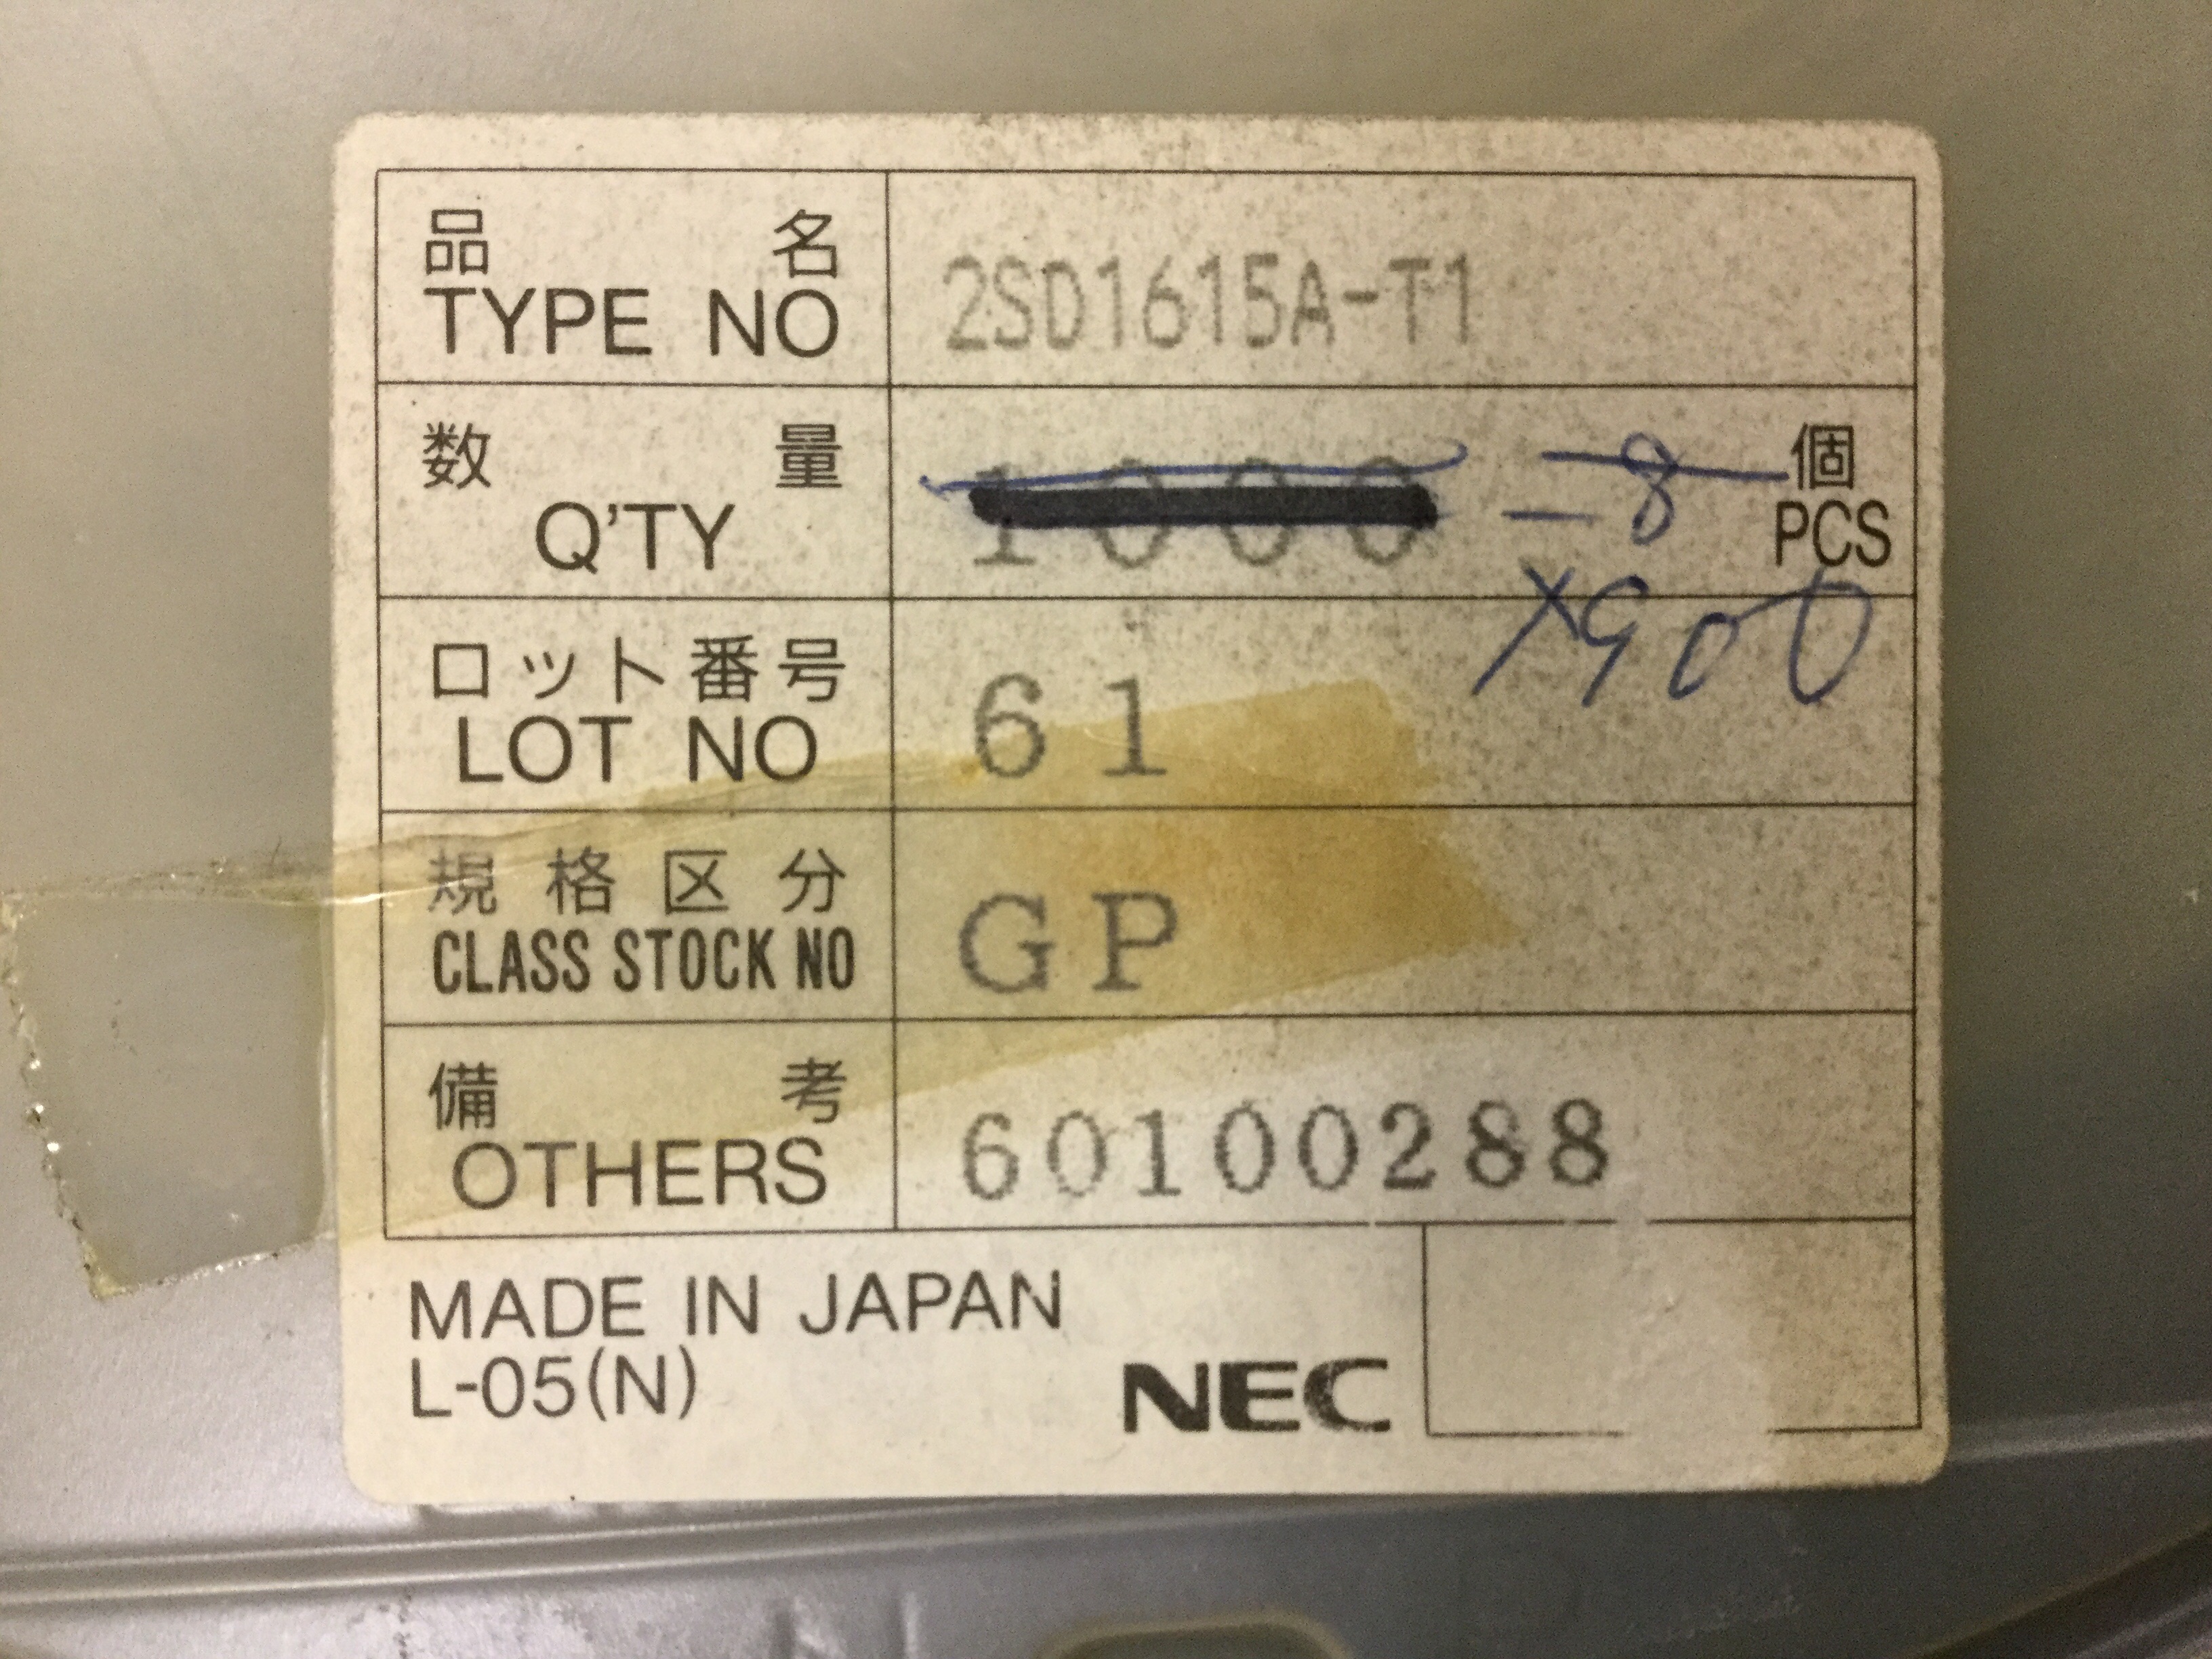 品名
TYPE NO 2SD1615A-T1
数量 個
Q'TY 1000 -8 PCS
X900
ロット番号
LOT NO 61
規格区分
CLASS STOCK NO GP
備考
OTHERS 60100288
MADE IN JAPAN
L-05(N)
NEC